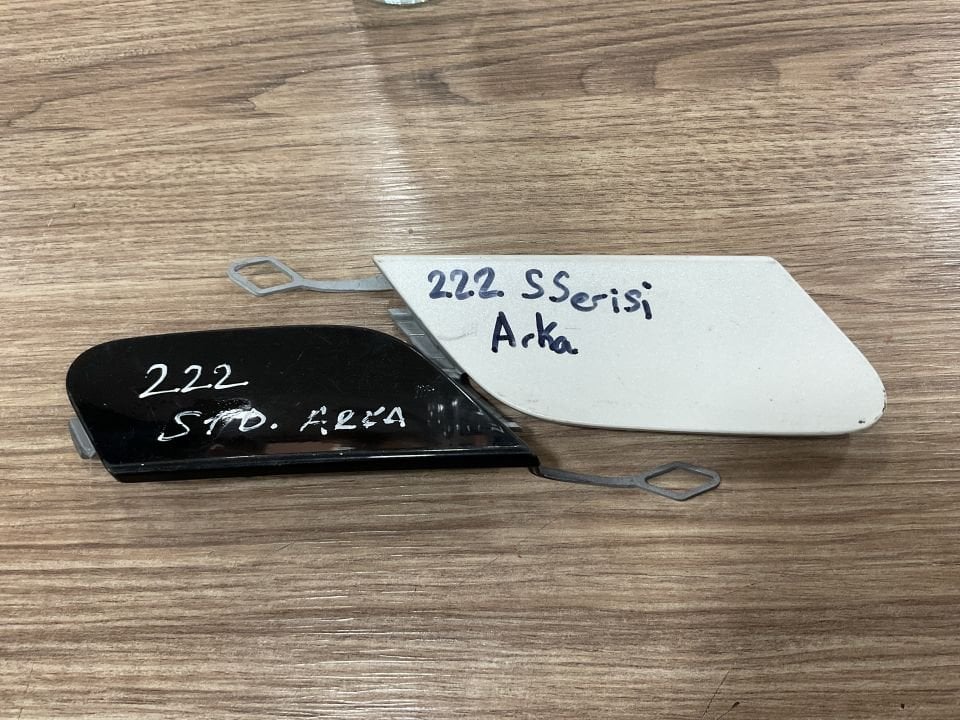 222 SSerisi
Arka
222
STD. ARKA